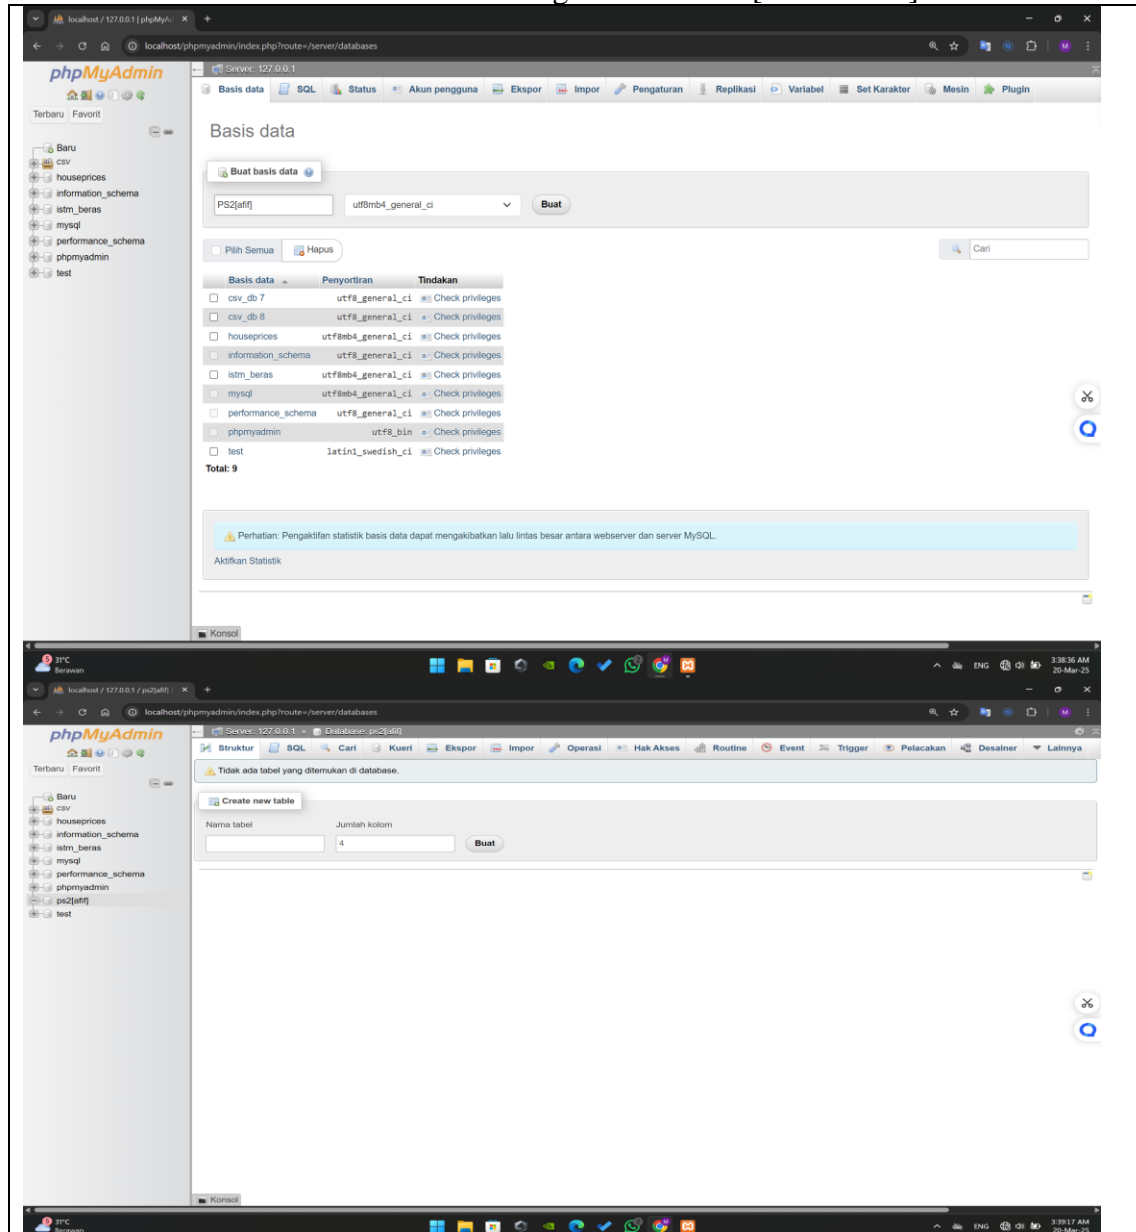 localhost / 127.0.0.1 | phpMyAd
localhost/phpmyadmin/index.php?route=/server/databases
phpMyAdmin
Terbaru Favorit
Baru
csv
houseprices
information_schema
istm_beras
mysql
performance_schema
phpmyadmin
test
Server: 127.0.0.1
Basis data SQL Status Akun pengguna Ekspor Impor Pengaturan Replikasi Variabel Set Karakter Mesin Plugin
Basis data
Buat basis data
PS2[afif] utf8mb4_general_ci Buat
Pilih Semua Hapus Cari
Basis data Penyortiran Tindakan
csv_db 7 utf8_general_ci Check privileges
csv_db 8 utf8_general_ci Check privileges
houseprices utf8mb4_general_ci Check privileges
information_schema utf8_general_ci Check privileges
istm_beras utf8mb4_general_ci Check privileges
mysql utf8mb4_general_ci Check privileges
performance_schema utf8_general_ci Check privileges
phpmyadmin utf8_bin Check privileges
test latin1_swedish_ci Check privileges
Total: 9
Perhatian: Pengaktifan statistik basis data dapat mengakibatkan lalu lintas besar antara webserver dan server MySQL.
Aktifkan Statistik
Konsol
5 31°C
Berawan
ENG 3:38:36 AM
20-Mar-25
localhost / 127.0.0.1 / ps2[afif] |
localhost/phpmyadmin/index.php?route=/server/databases
phpMyAdmin
Terbaru Favorit
Baru
csv
houseprices
information_schema
istm_beras
mysql
performance_schema
phpmyadmin
ps2[afif]
test
Server: 127.0.0.1 » Database: ps2[afif]
Struktur SQL Cari Kueri Ekspor Impor Operasi Hak Akses Routine Event Trigger Pelacakan Desainer Lainnya
Tidak ada tabel yang ditemukan di database.
Create new table
Nama tabel Jumlah kolom
4 Buat
Konsol
5 31°C
Berawan
ENG 3:39:17 AM
20-Mar-25